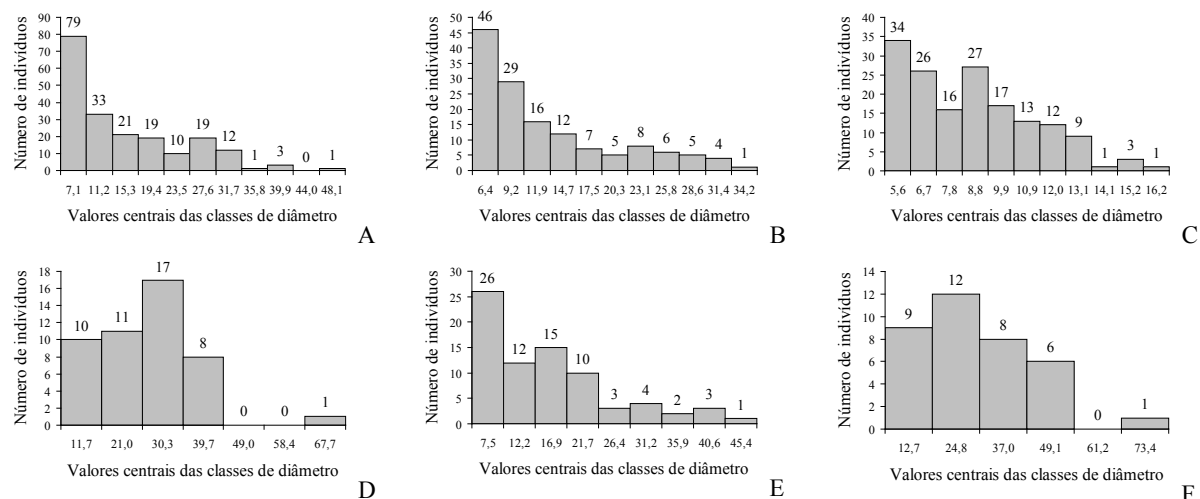 Número de indivíduos
90
80
70
60
50
40
30
20
10
0
79 33 21 19 10 19 12 1 3 0 1
7,1 11,2 15,3 19,4 23,5 27,6 31,7 35,8 39,9 44,0 48,1
Valores centrais das classes de diâmetro
A
Número de indivíduos
50
45
40
35
30
25
20
15
10
5
0
46 29 16 12 7 5 8 6 5 4 1
6,4 9,2 11,9 14,7 17,5 20,3 23,1 25,8 28,6 31,4 34,2
Valores centrais das classes de diâmetro
B
Número de indivíduos
40
35
30
25
20
15
10
5
0
34 26 16 27 17 13 12 9 1 3 1
5,6 6,7 7,8 8,8 9,9 10,9 12,0 13,1 14,1 15,2 16,2
Valores centrais das classes de diâmetro
C
Número de indivíduos
18
16
14
12
10
8
6
4
2
0
10 11 17 8 0 0 1
11,7 21,0 30,3 39,7 49,0 58,4 67,7
Valores centrais das classes de diâmetro
D
Número de indivíduos
30
25
20
15
10
5
0
26 12 15 10 3 4 2 3 1
7,5 12,2 16,9 21,7 26,4 31,2 35,9 40,6 45,4
Valores centrais das classes de diâmetro
E
Número de indivíduos
14
12
10
8
6
4
2
0
9 12 8 6 0 1
12,7 24,8 37,0 49,1 61,2 73,4
Valores centrais das classes de diâmetro
F